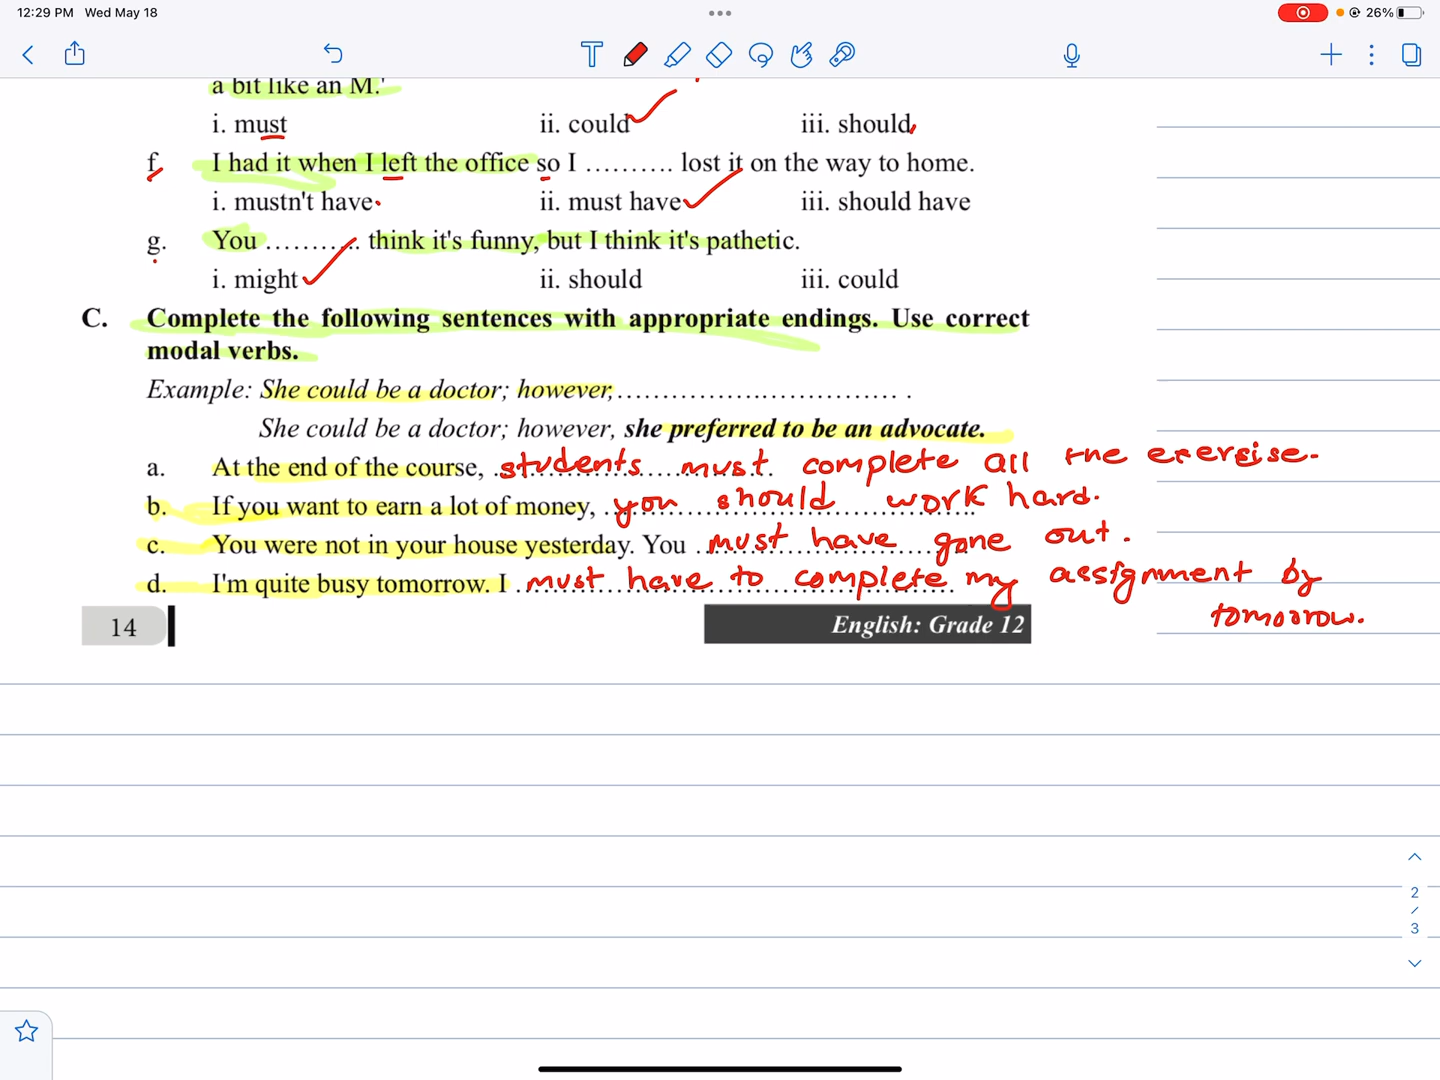 12:29 PM Wed May 18
26%
T
a bit like an M.'
i. must ii. could iii. should
f. I had it when I left the office so I .......... lost it on the way to home.
i. mustn't have ii. must have iii. should have
g. You ........... think it's funny, but I think it's pathetic.
i. might ii. should iii. could
C. Complete the following sentences with appropriate endings. Use correct
modal verbs.
Example: She could be a doctor; however,............................... .
She could be a doctor; however, she preferred to be an advocate.
a. At the end of the course, students must complete all the exercise.
b. If you want to earn a lot of money, you should work hard.
c. You were not in your house yesterday. You must have gone out.
d. I'm quite busy tomorrow. I must have to complete my assignment by
tomorrow.
14 English: Grade 12
2
/
3